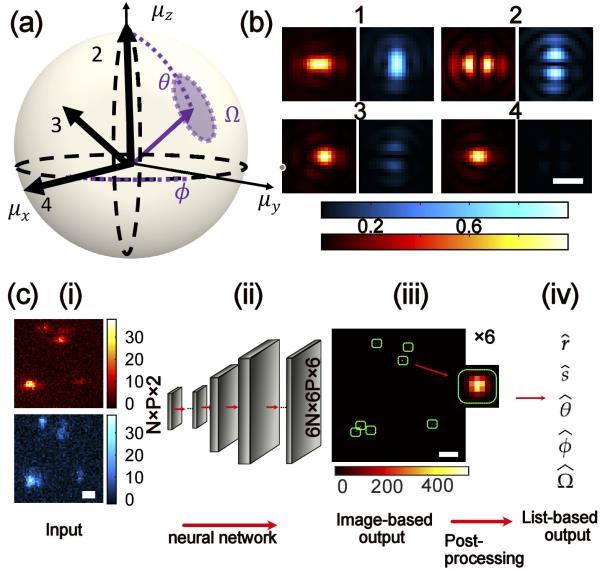 (a)
μz
2
θ
Ω
3
4
ϕ
μx
μy
(b)
1
2
3
4
0.2
0.6
(c)
(i)
(ii)
(iii)
(iv)
30
20
10
0
30
20
10
0
N×P×2
6N×6P×6
×6
0
200
400
r̂
ŝ
θ̂
ϕ̂
Ω̂
Input
neural network
Image-based
output
Post-
processing
List-based
output